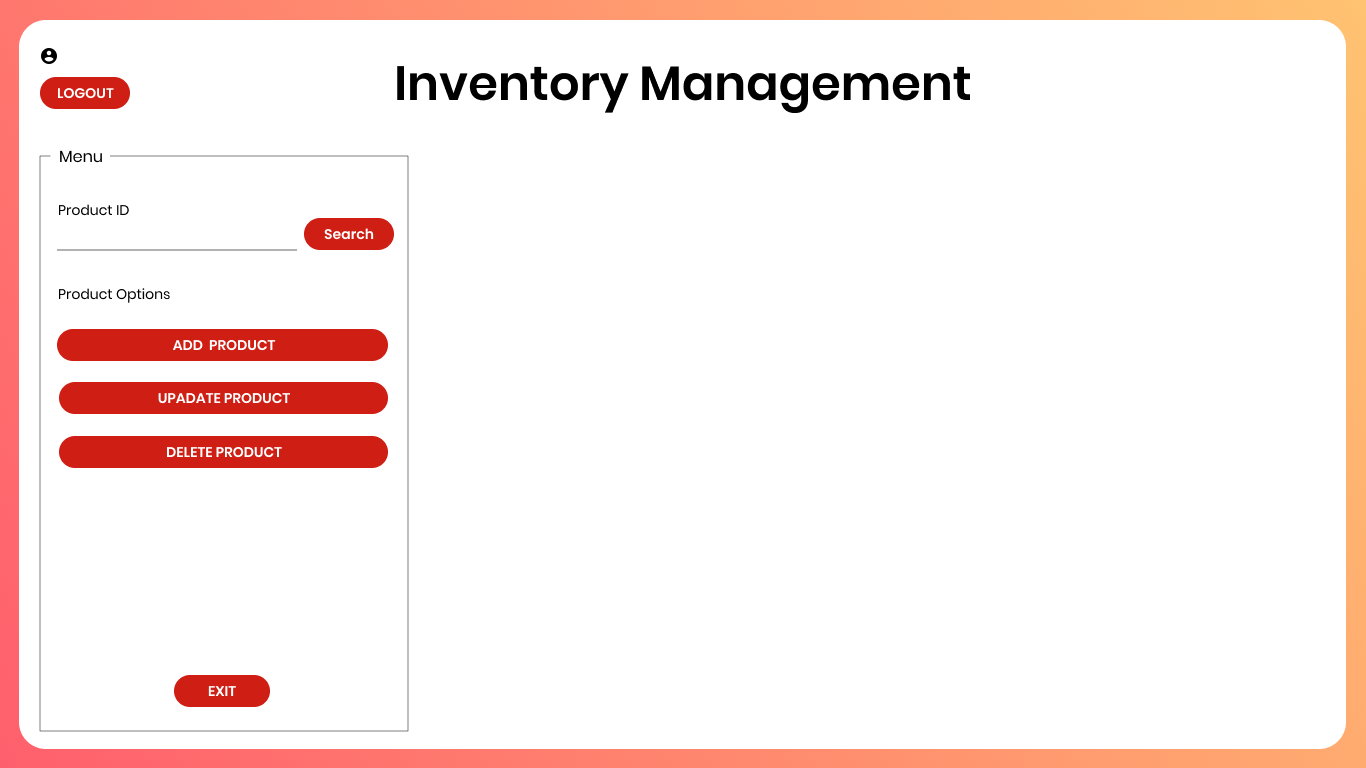 Inventory Management
LOGOUT
Menu
Product ID
Search
Product Options
ADD  PRODUCT
UPADATE PRODUCT
DELETE PRODUCT
EXIT